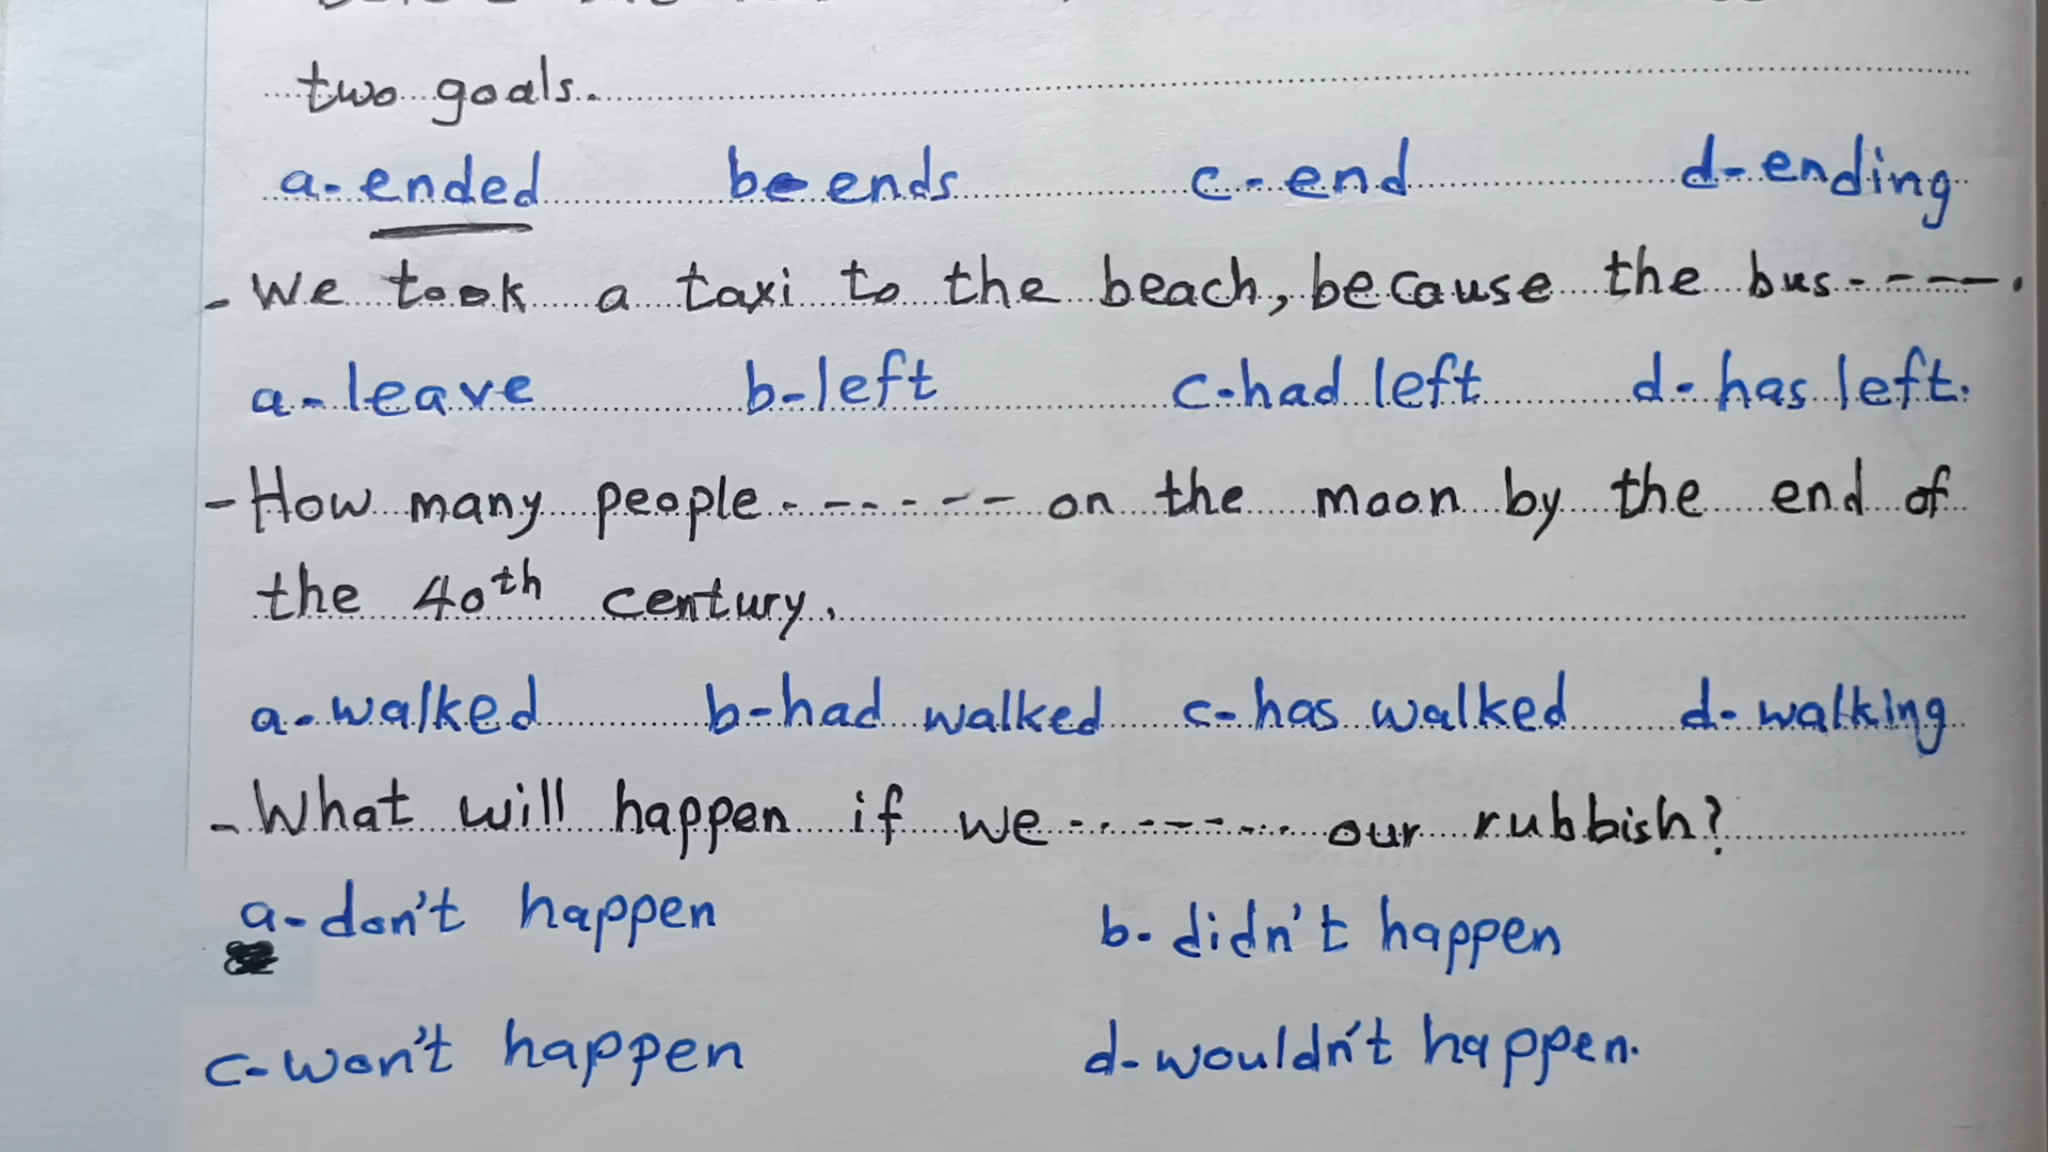 two goals.
a- ended b- ends c- end d- ending
- We took a taxi to the beach, because the bus - - - - .
a- leave b- left c- had left d- has left.
- How many people - - - - - - on the moon by the end of
the 40th century.
a- walked b- had walked c- has walked d- walking
- What will happen if we - - - - - - - our rubbish?
a- don't happen b- didn't happen
c- won't happen d- wouldn't happen.